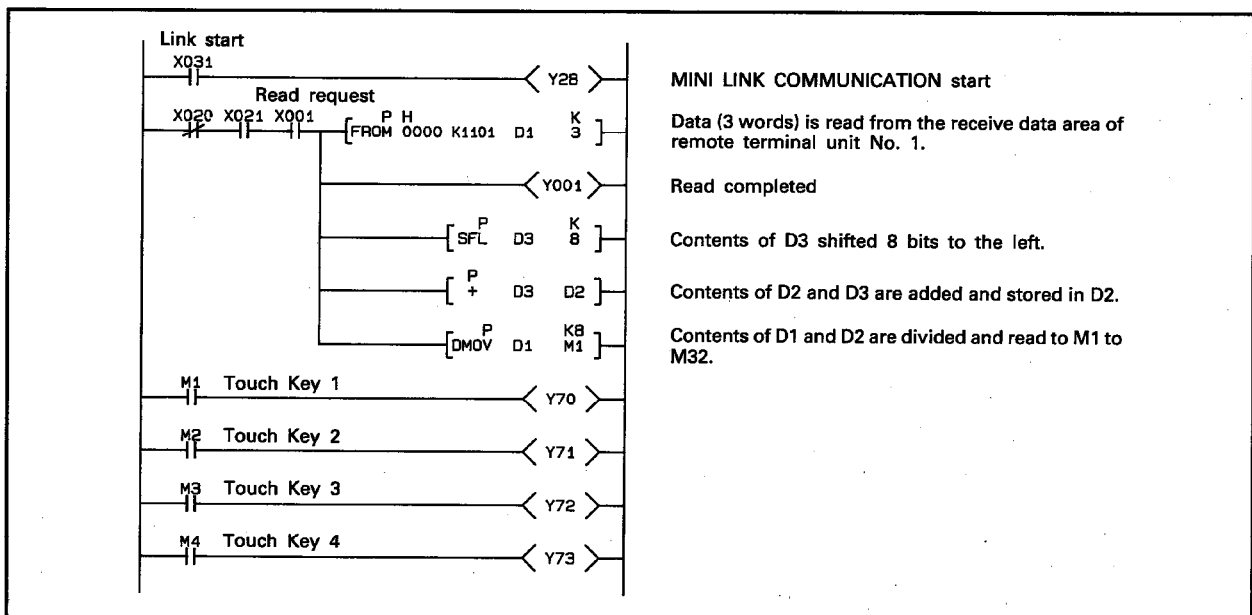 Link start
X031
Y28
MINI LINK COMMUNICATION start
Read request
X020 X021 X001
P H K
FROM 0000 K1101 D1 3
Data (3 words) is read from the receive data area of
remote terminal unit No. 1.
Y001
Read completed
P K
SFL D3 8
Contents of D3 shifted 8 bits to the left.
P
+ D3 D2
Contents of D2 and D3 are added and stored in D2.
P K8
DMOV D1 M1
Contents of D1 and D2 are divided and read to M1 to
M32.
M1 Touch Key 1
Y70
M2 Touch Key 2
Y71
M3 Touch Key 3
Y72
M4 Touch Key 4
Y73